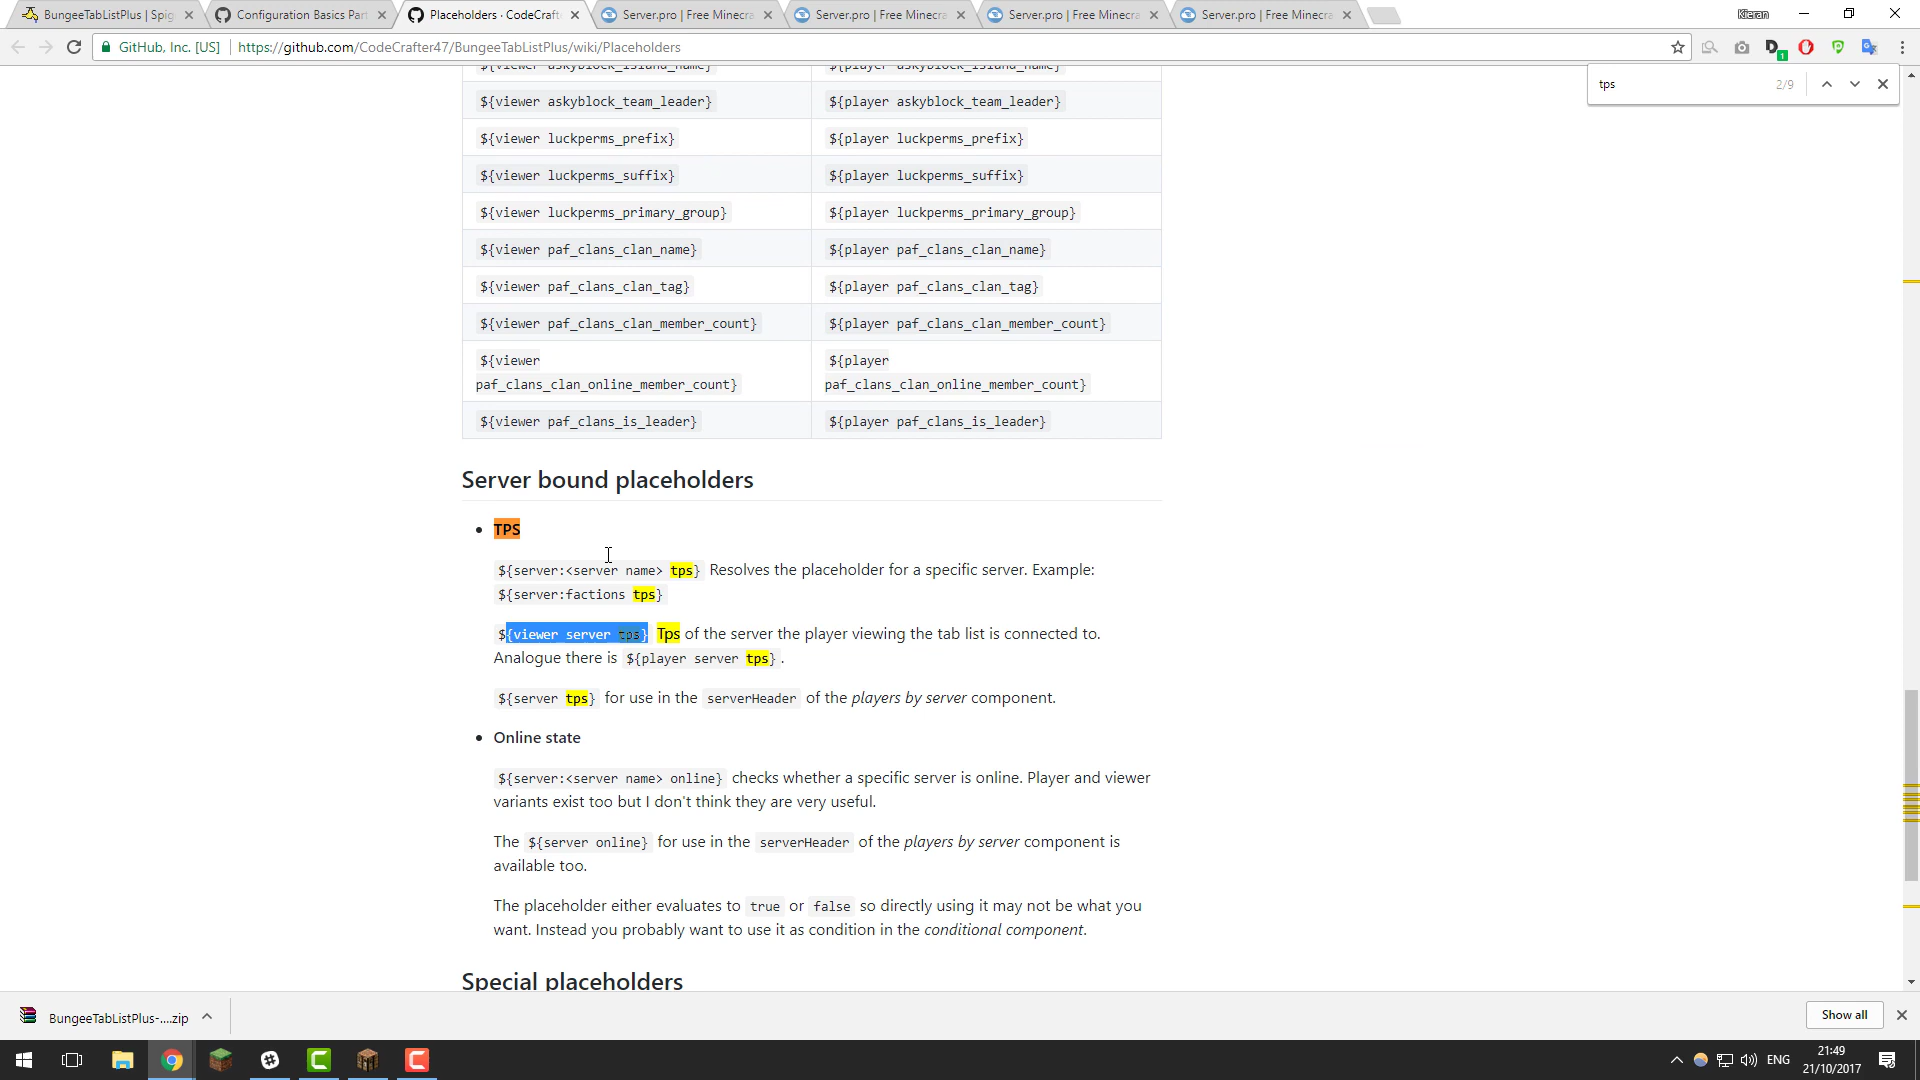 BungeeTabListPlus | Spig
Configuration Basics Part
Placeholders · CodeCraft
Server.pro | Free Minecra
Server.pro | Free Minecra
Server.pro | Free Minecra
Server.pro | Free Minecra
Kieran
GitHub, Inc. [US]
https://github.com/CodeCrafter47/BungeeTabListPlus/wiki/Placeholders
tps 2/9
${viewer askyblock_island_name} ${player askyblock_island_name}
${viewer askyblock_team_leader} ${player askyblock_team_leader}
${viewer luckperms_prefix} ${player luckperms_prefix}
${viewer luckperms_suffix} ${player luckperms_suffix}
${viewer luckperms_primary_group} ${player luckperms_primary_group}
${viewer paf_clans_clan_name} ${player paf_clans_clan_name}
${viewer paf_clans_clan_tag} ${player paf_clans_clan_tag}
${viewer paf_clans_clan_member_count} ${player paf_clans_clan_member_count}
${viewer ${player
paf_clans_clan_online_member_count} paf_clans_clan_online_member_count}
${viewer paf_clans_is_leader} ${player paf_clans_is_leader}
Server bound placeholders
• TPS
${server:<server name> tps} Resolves the placeholder for a specific server. Example:
${server:factions tps}
${viewer server tps} Tps of the server the player viewing the tab list is connected to.
Analogue there is ${player server tps} .
${server tps} for use in the serverHeader of the players by server component.
• Online state
${server:<server name> online} checks whether a specific server is online. Player and viewer
variants exist too but I don't think they are very useful.
The ${server online} for use in the serverHeader of the players by server component is
available too.
The placeholder either evaluates to true or false so directly using it may not be what you
want. Instead you probably want to use it as condition in the conditional component.
Special placeholders
BungeeTabListPlus-....zip
Show all
ENG
21:49
21/10/2017